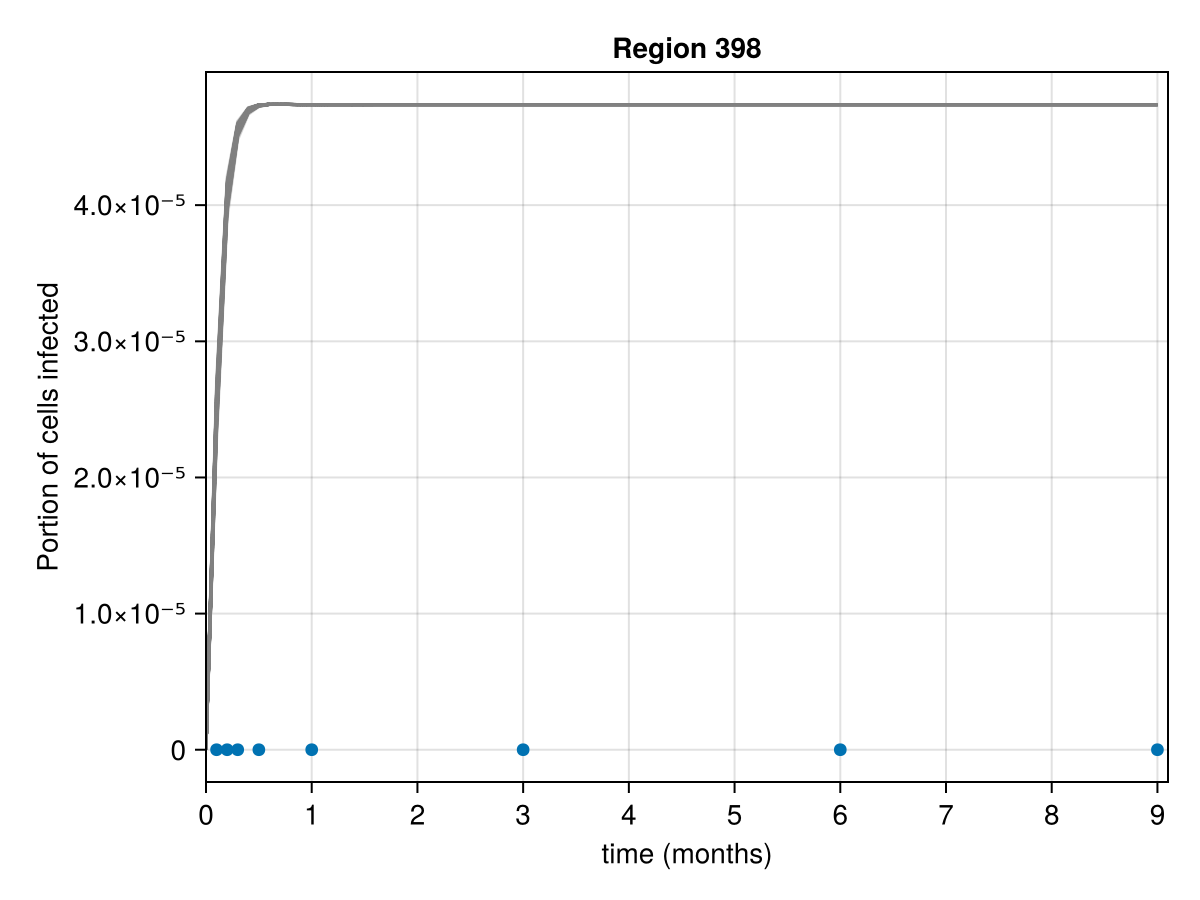 Region 398
Portion of cells infected
4.0×10⁻⁵
3.0×10⁻⁵
2.0×10⁻⁵
1.0×10⁻⁵
0
0 1 2 3 4 5 6 7 8 9
time (months)